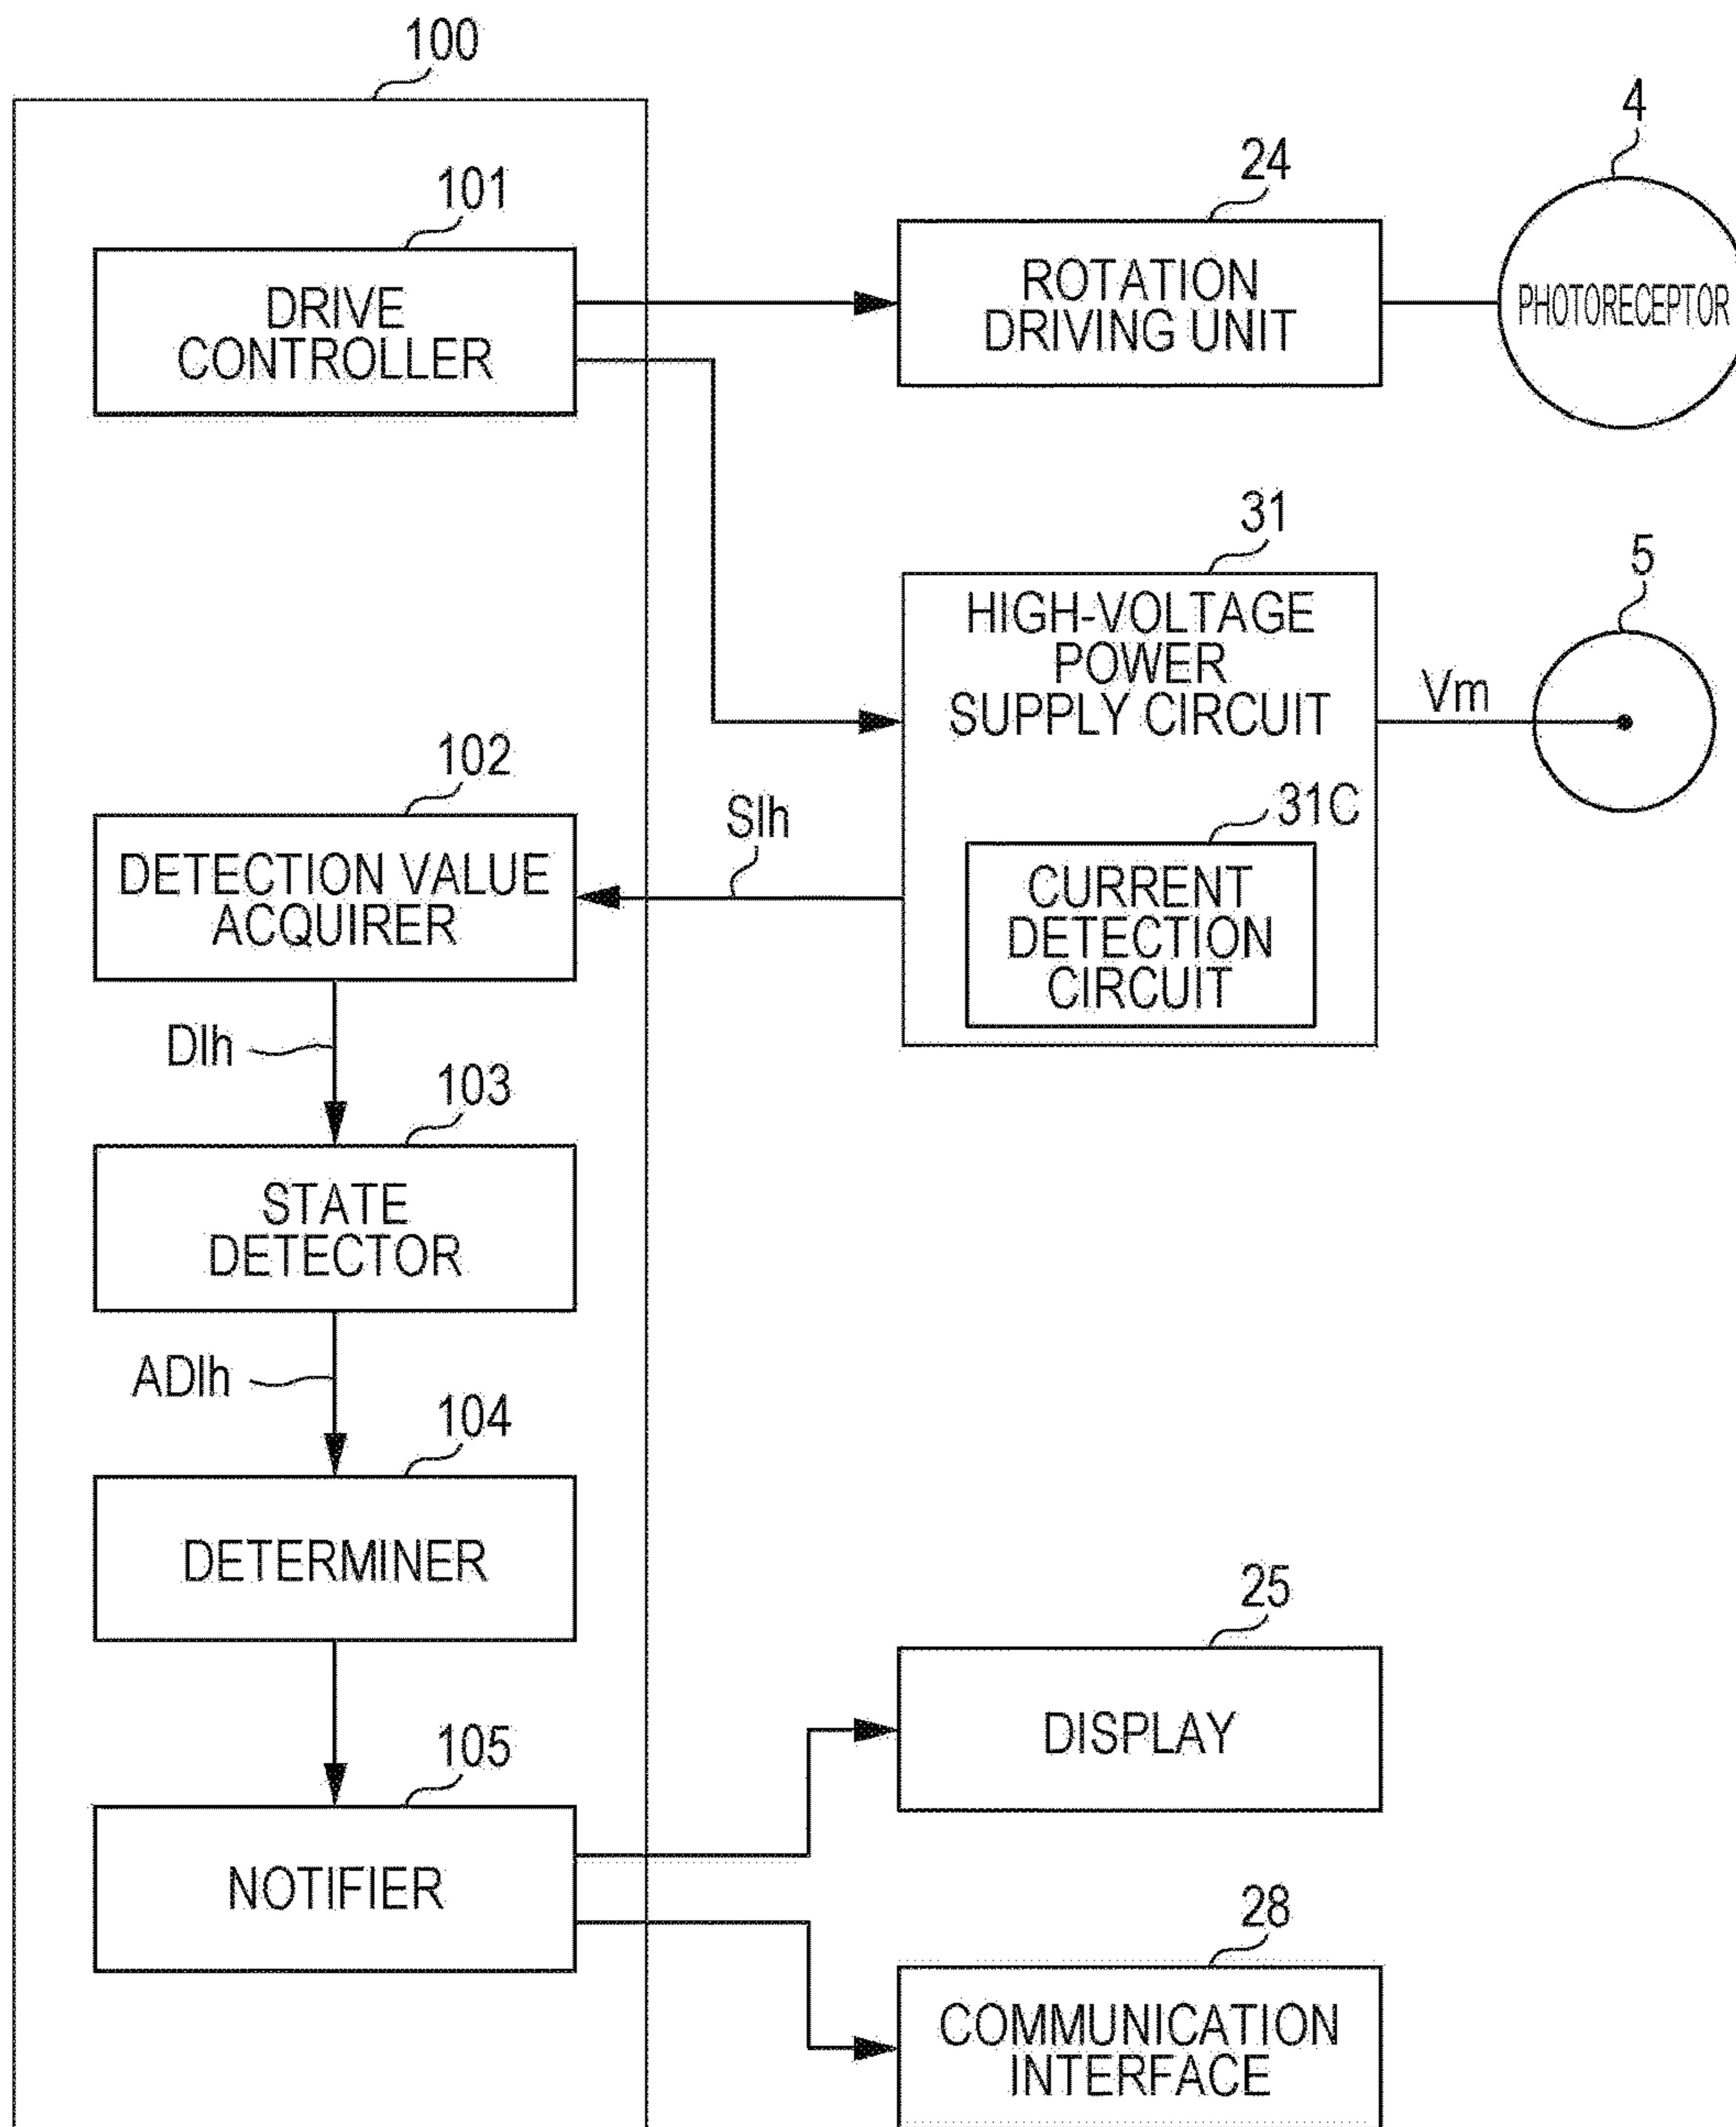 100
4
101
24
DRIVE
CONTROLLER
ROTATION
DRIVING UNIT
PHOTORECEPTOR
31
5
HIGH-VOLTAGE
POWER
SUPPLY CIRCUIT
Vm
102
SIh
31C
DETECTION VALUE
ACQUIRER
CURRENT
DETECTION
CIRCUIT
DIh
103
STATE
DETECTOR
ADIh
104
DETERMINER
25
DISPLAY
105
NOTIFIER
28
COMMUNICATION
INTERFACE